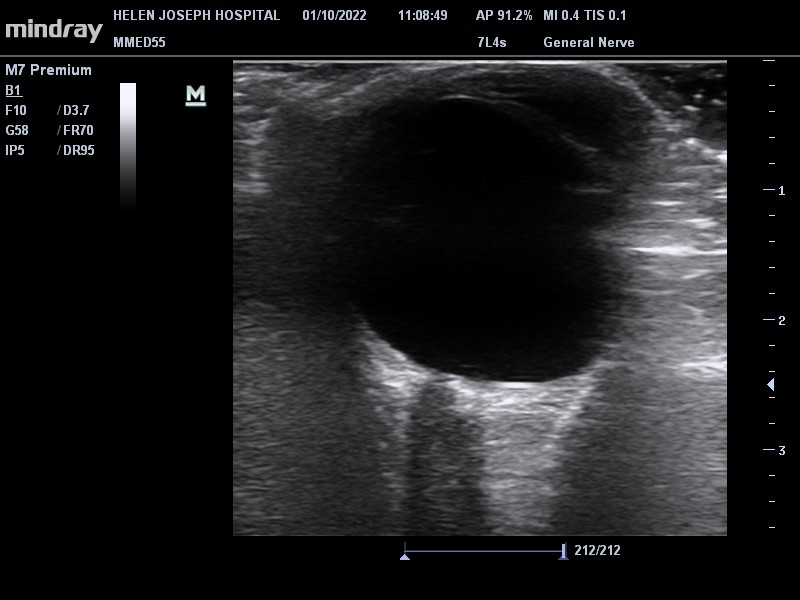 mindray
HELEN JOSEPH HOSPITAL 01/10/2022 11:08:49 AP 91.2% MI 0.4 TIS 0.1
MMED55 7L4s General Nerve
M7 Premium
B1
F10 / D3.7
G58 / FR70
IP5 / DR95
M
1
2
3
212/212